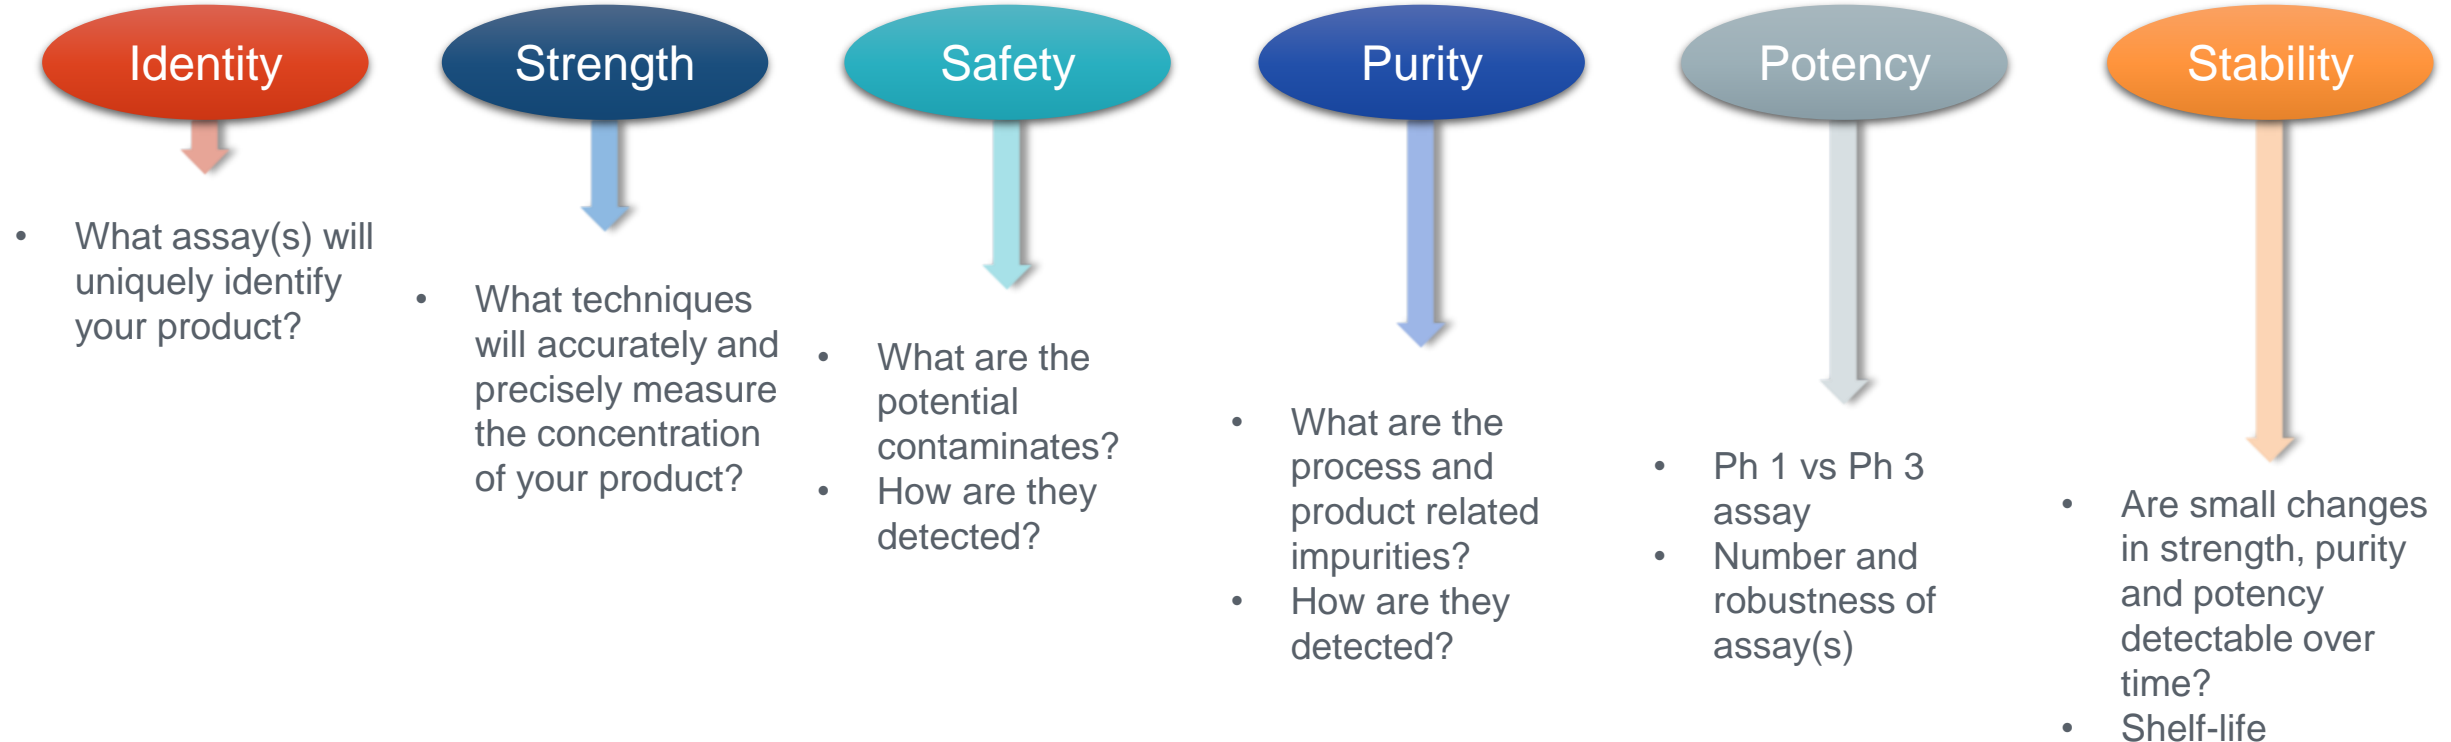 Identity
Strength
Safety
Purity
Potency
Stability
• What assay(s) will
uniquely identify
your product?
• What techniques
will accurately and
precisely measure
the concentration
of your product?
• What are the
potential
contaminates?
• How are they
detected?
• What are the
process and
product related
impurities?
• How are they
detected?
• Ph 1 vs Ph 3
assay
• Number and
robustness of
assay(s)
• Are small changes
in strength, purity
and potency
detectable over
time?
• Shelf-life